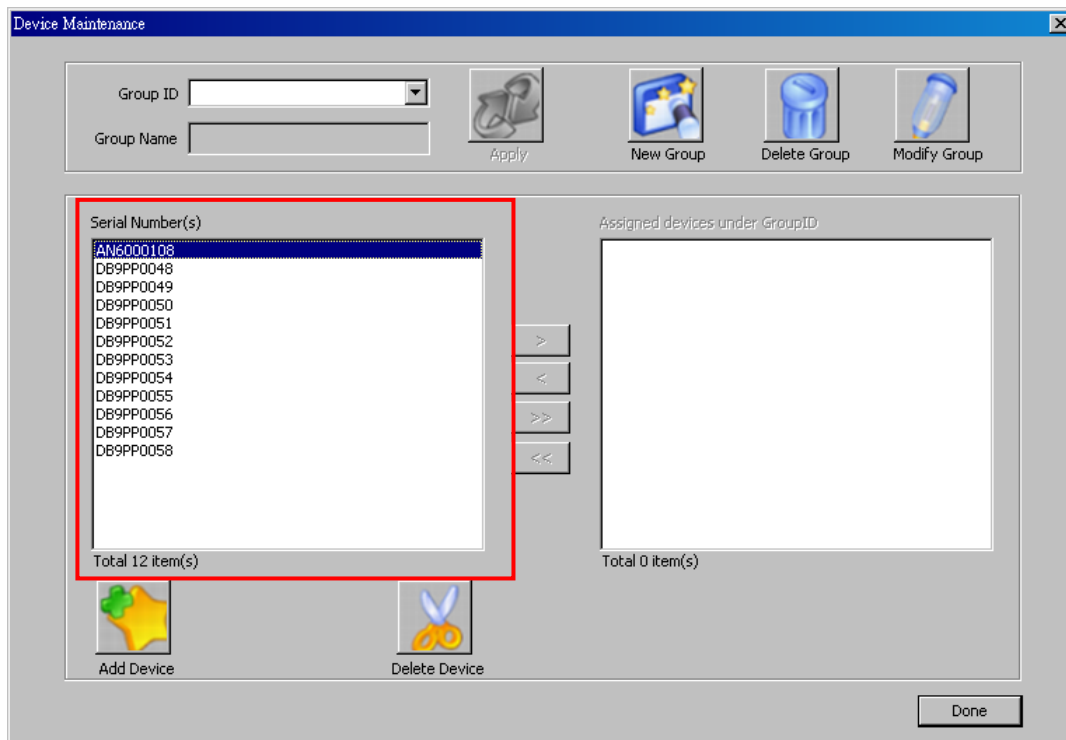 Device Maintenance
Group ID
Group Name
Apply
New Group
Delete Group
Modify Group
Serial Number(s)
Assigned devices under GroupID
AN6000108
DB9PP0048
DB9PP0049
DB9PP0050
DB9PP0051
DB9PP0052
DB9PP0053
DB9PP0054
DB9PP0055
DB9PP0056
DB9PP0057
DB9PP0058
>
<
>>
<<
Total 12 item(s)
Total 0 item(s)
Add Device
Delete Device
Done